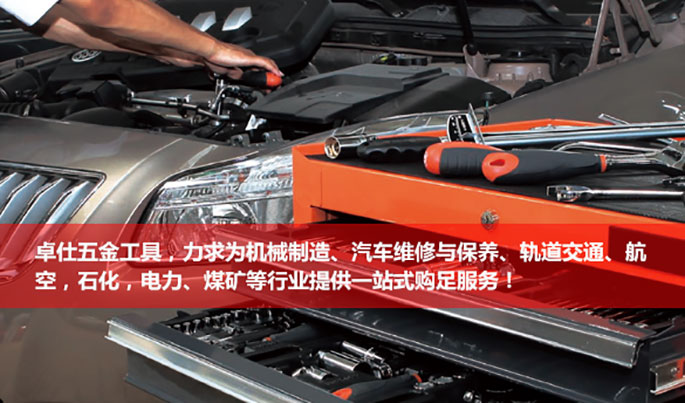 卓仕五金工具，力求为机械制造、汽车维修与保养、轨道交通、航
空，石化，电力、煤矿等行业提供一站式购足服务！